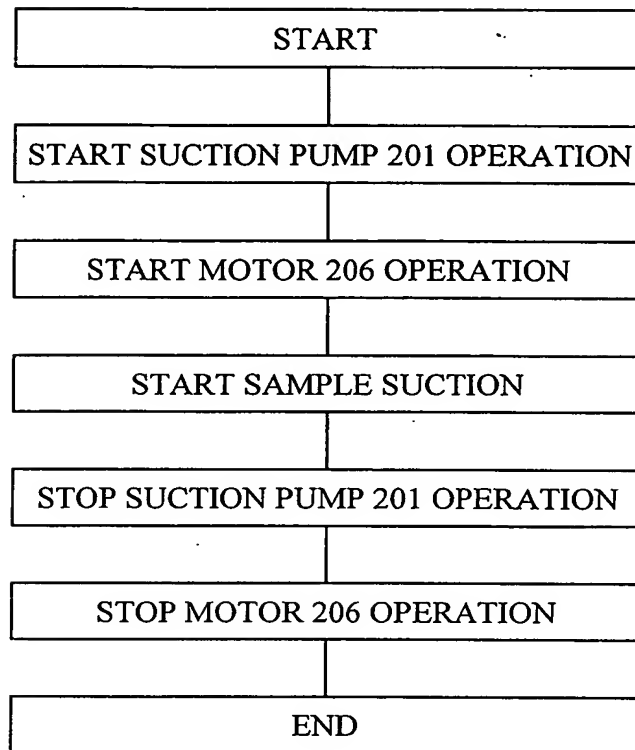 START
START SUCTION PUMP 201 OPERATION
START MOTOR 206 OPERATION
START SAMPLE SUCTION
STOP SUCTION PUMP 201 OPERATION
STOP MOTOR 206 OPERATION
END